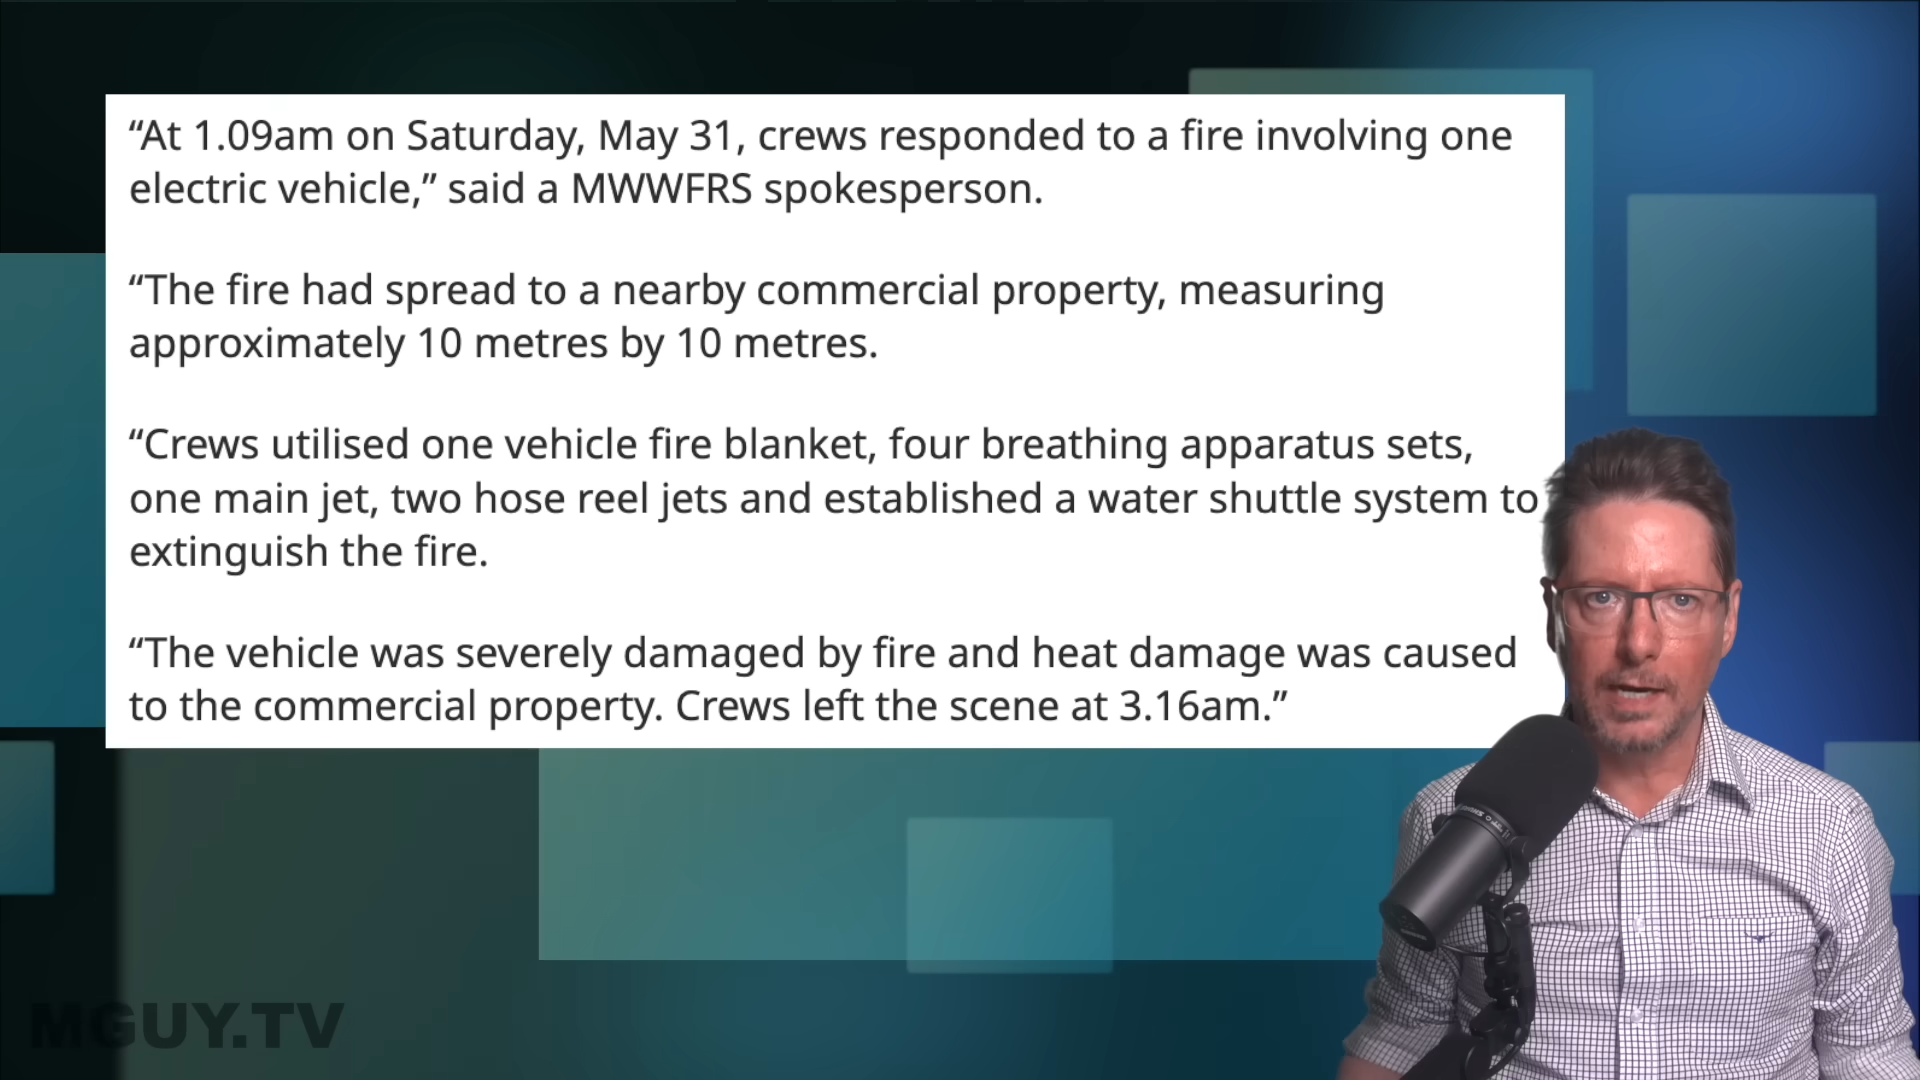 “At 1.09am on Saturday, May 31, crews responded to a fire involving one
electric vehicle,” said a MWWFRS spokesperson.
“The fire had spread to a nearby commercial property, measuring
approximately 10 metres by 10 metres.
“Crews utilised one vehicle fire blanket, four breathing apparatus sets,
one main jet, two hose reel jets and established a water shuttle system to
extinguish the fire.
“The vehicle was severely damaged by fire and heat damage was caused
to the commercial property. Crews left the scene at 3.16am.”
MGUY.TV